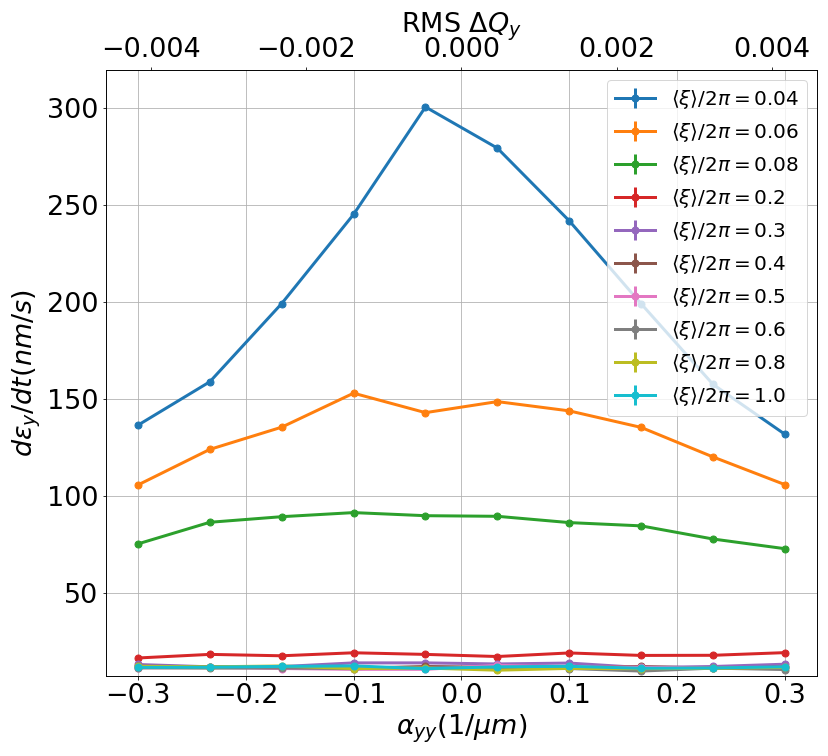 RMS ΔQ_y
−0.004 −0.002 0.000 0.002 0.004
dε_y/dt(nm/s)
300
250
200
150
100
50
⟨ξ⟩/2π = 0.04
⟨ξ⟩/2π = 0.06
⟨ξ⟩/2π = 0.08
⟨ξ⟩/2π = 0.2
⟨ξ⟩/2π = 0.3
⟨ξ⟩/2π = 0.4
⟨ξ⟩/2π = 0.5
⟨ξ⟩/2π = 0.6
⟨ξ⟩/2π = 0.8
⟨ξ⟩/2π = 1.0
−0.3 −0.2 −0.1 0.0 0.1 0.2 0.3
α_yy(1/μm)